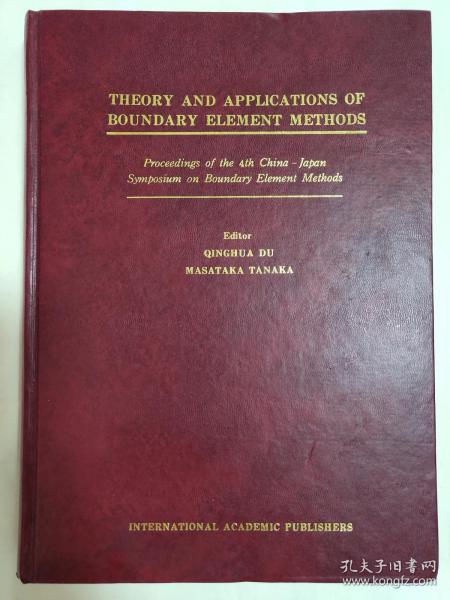 THEORY AND APPLICATIONS OF
BOUNDARY ELEMENT METHODS
Proceedings of the 4th China – Japan
Symposium on Boundary Element Methods
Editor
QINGHUA DU
MASATAKA TANAKA
INTERNATIONAL ACADEMIC PUBLISHERS
孔夫子旧书网
www.kongfz.com